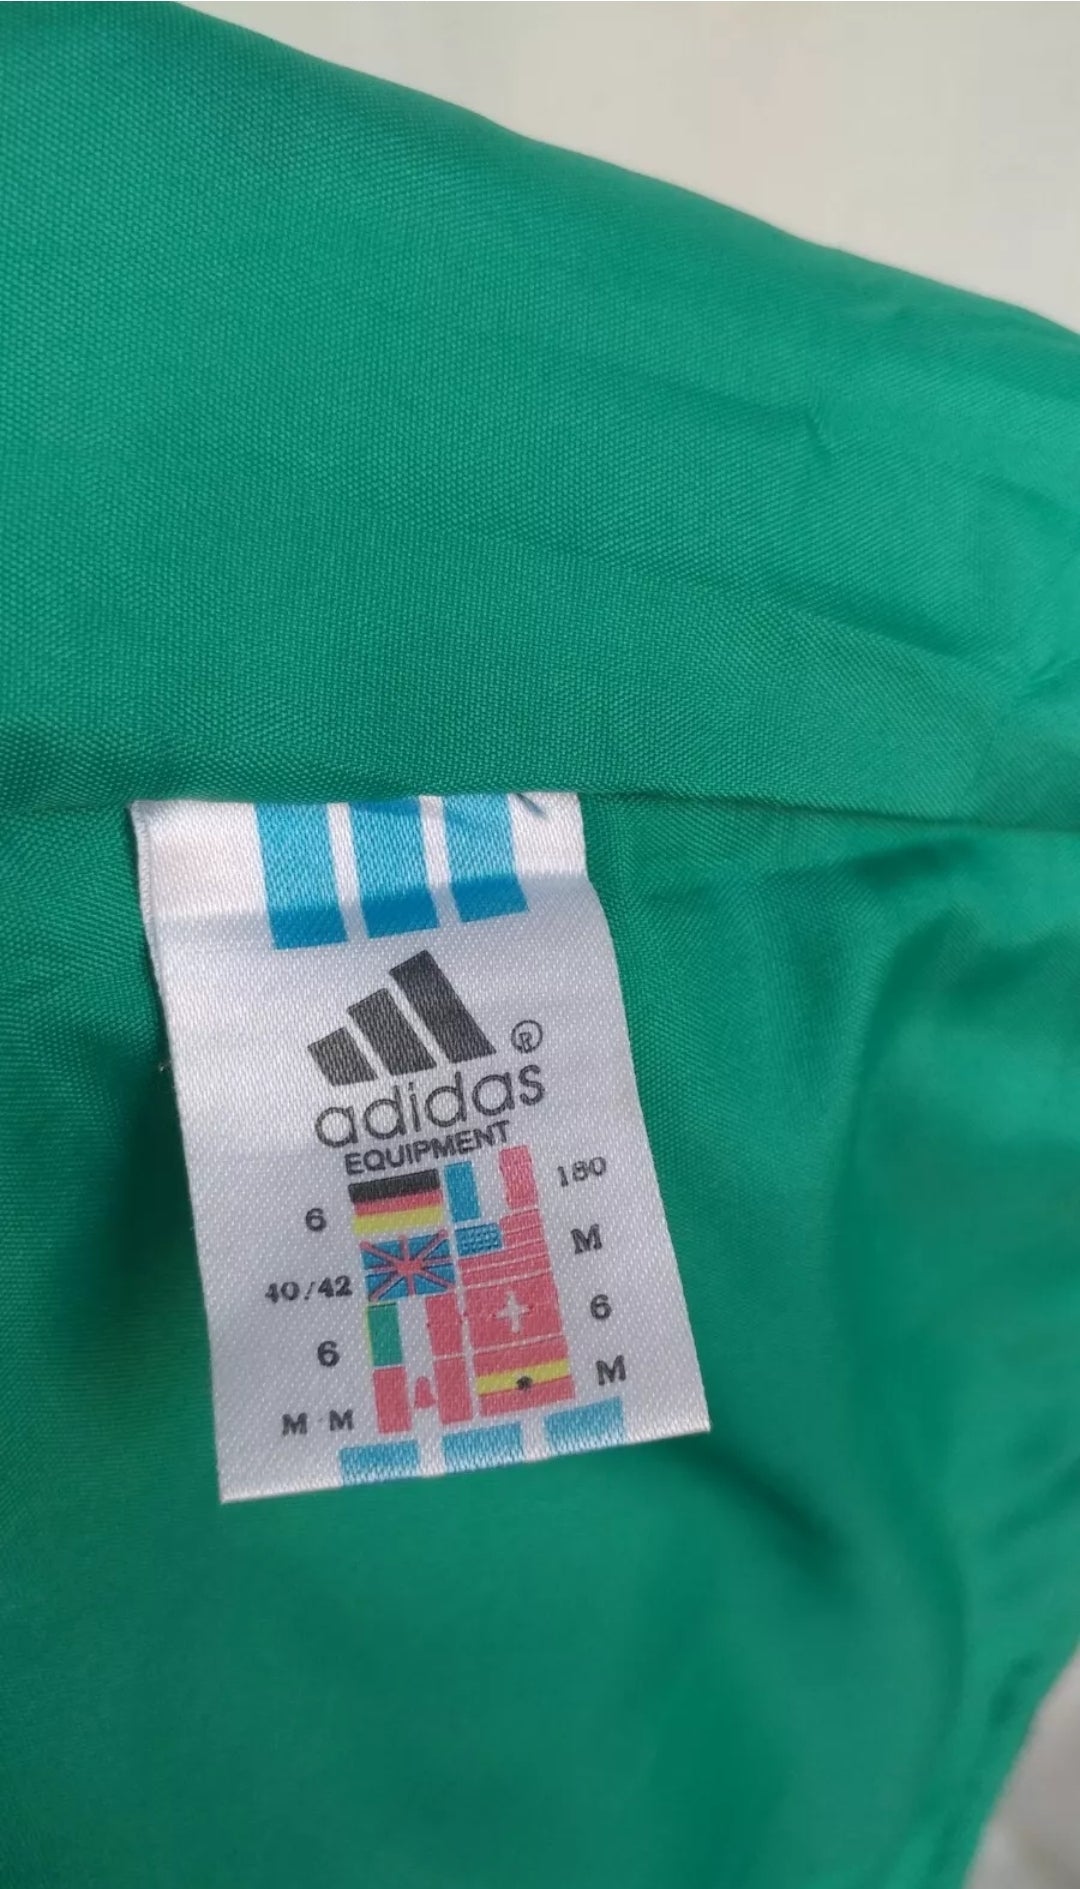 ®
adidas
EQUIPMENT
6 180
40/42 M
6 6
M M M